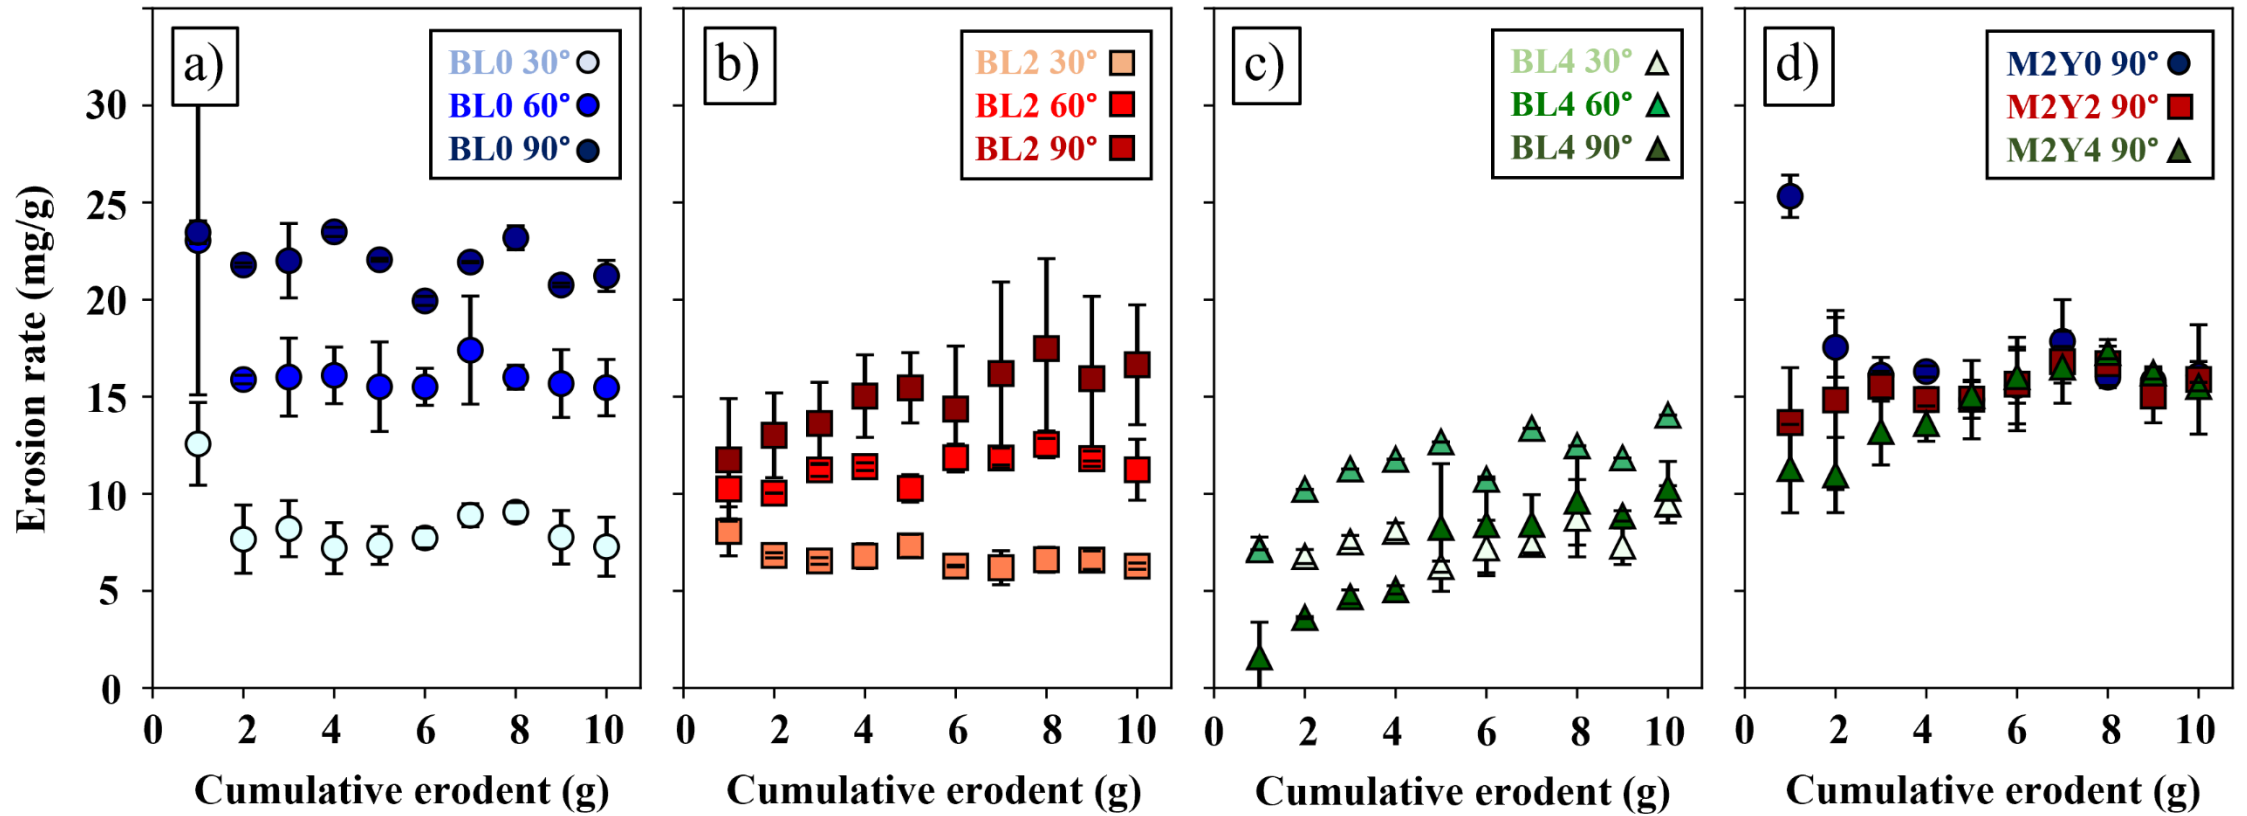 Erosion rate (mg/g)
30
25
20
15
10
5
0
a)
BL0 30°
BL0 60°
BL0 90°
0 2 4 6 8 10
Cumulative erodent (g)
b)
BL2 30°
BL2 60°
BL2 90°
0 2 4 6 8 10
Cumulative erodent (g)
c)
BL4 30°
BL4 60°
BL4 90°
0 2 4 6 8 10
Cumulative erodent (g)
d)
M2Y0 90°
M2Y2 90°
M2Y4 90°
0 2 4 6 8 10
Cumulative erodent (g)